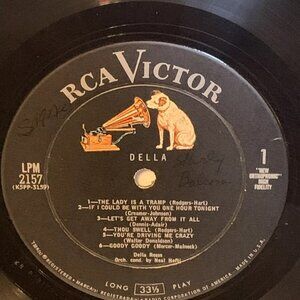 RCA VICTOR
DELLA
LPM
2157
(K5PP-3159)
1
"NEW
ORTHOPHONIC"
HIGH
FIDELITY
1—THE LADY IS A TRAMP (Rodgers-Hart)
2—IF I COULD BE WITH YOU ONE HOUR TONIGHT
(Creamer-Johnson)
3—LET'S GET AWAY FROM IT ALL
(Dennis-Adair)
4—THOU SWELL (Rodgers-Hart)
5—YOU'RE DRIVING ME CRAZY
(Walter Donaldson)
6—GOODY GOODY (Mercer-Malneck)
Della Reese
Orch. cond. by Neal Hefti
LONG 33⅓ PLAY